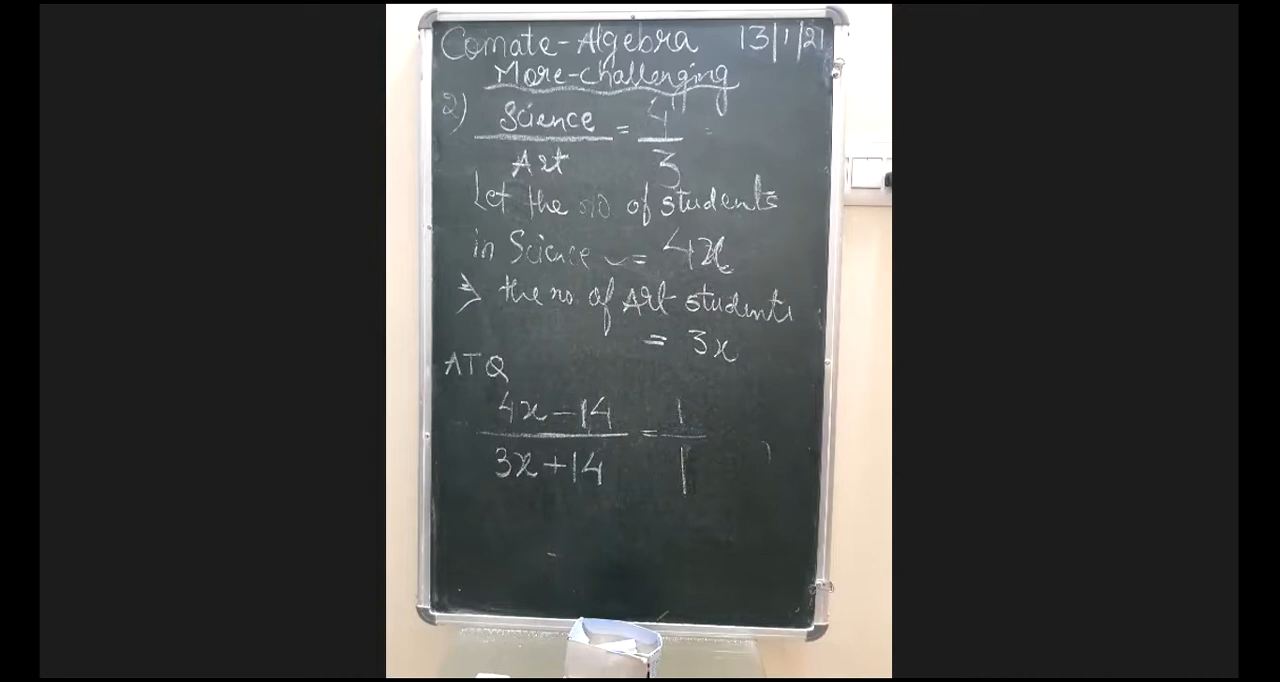 Comate-Algebra 13/1/21
More-challenging
2) Science/Art = 4/3
Let the no of students
in Science = 4x
⇒ the no. of Art students
= 3x
ATQ
4x-14/3x+14 = 1/1